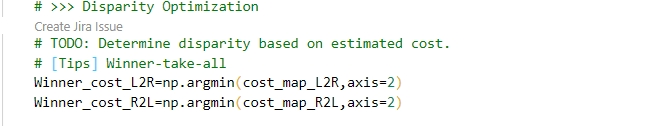 # >>> Disparity Optimization
Create Jira Issue
# TODO: Determine disparity based on estimated cost.
# [Tips] Winner-take-all
Winner_cost_L2R=np.argmin(cost_map_L2R,axis=2)
Winner_cost_R2L=np.argmin(cost_map_R2L,axis=2)